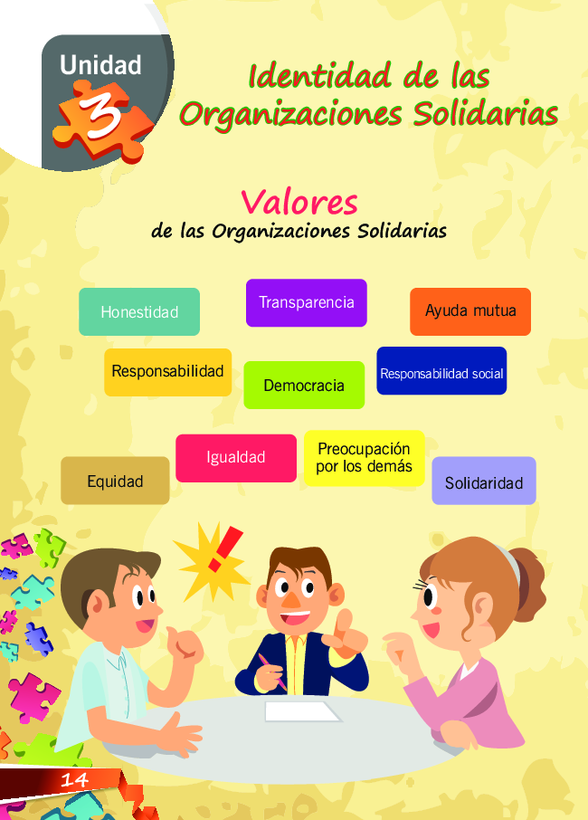 Unidad
3
Identidad de las
Organizaciones Solidarias
Valores
de las Organizaciones Solidarias
Honestidad
Transparencia
Ayuda mutua
Responsabilidad
Democracia
Responsabilidad social
Equidad
Igualdad
Preocupación
por los demás
Solidaridad
!
14